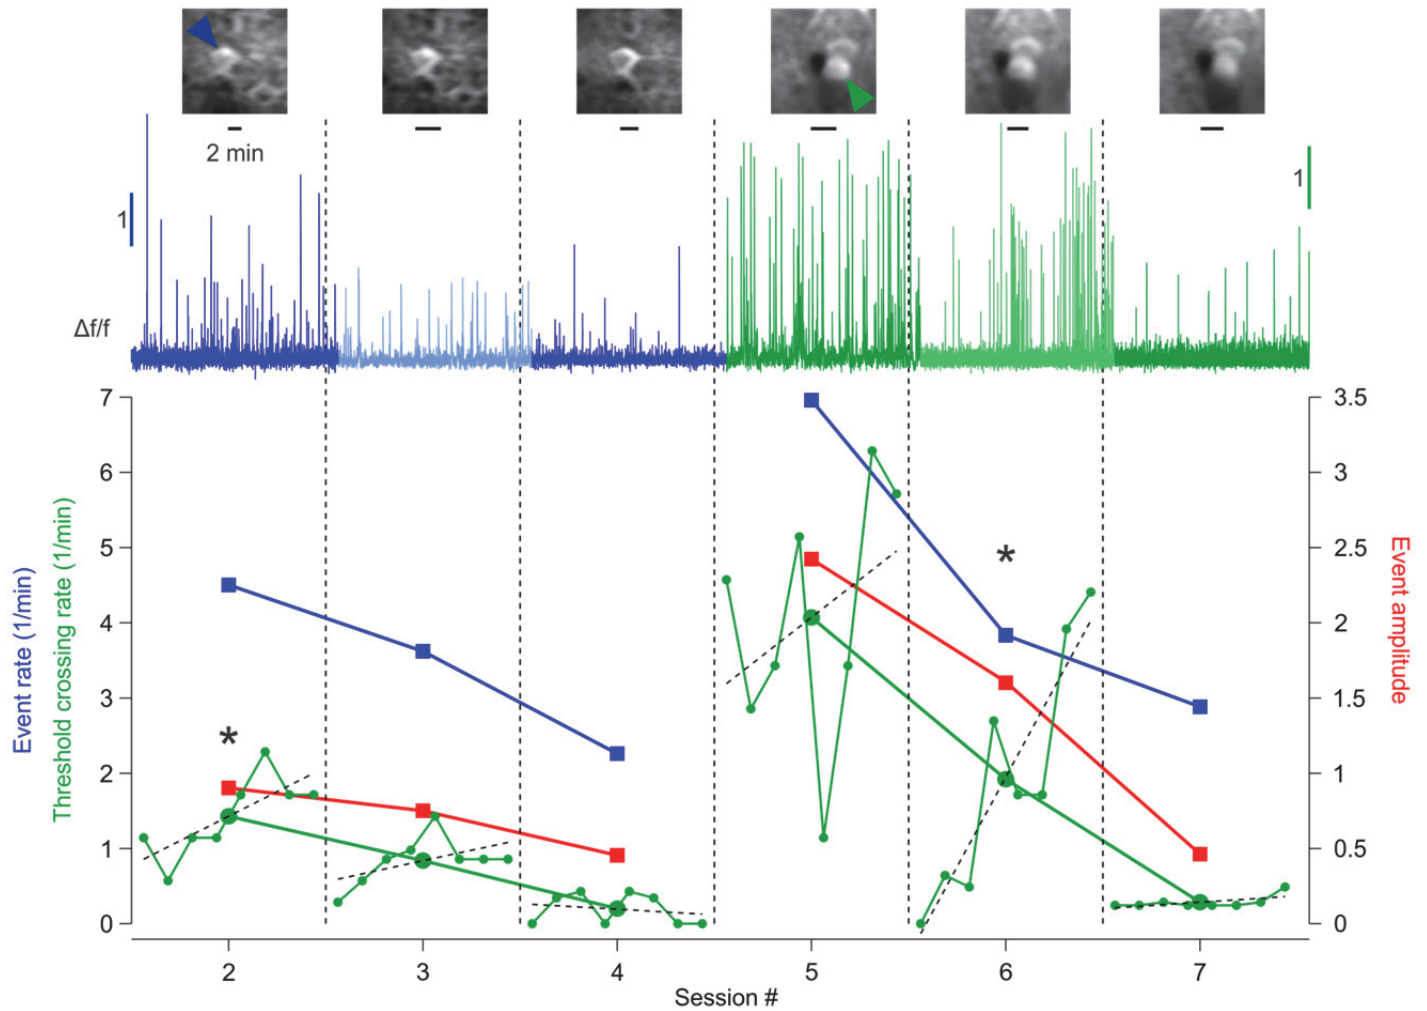 2 min
1
1
Δf/f
7
6
5
4
3
2
1
0
3.5
3
2.5
2
1.5
1
0.5
0
Event rate (1/min)
Threshold crossing rate (1/min)
Event amplitude
*
*
2 3 4 5 6 7
Session #